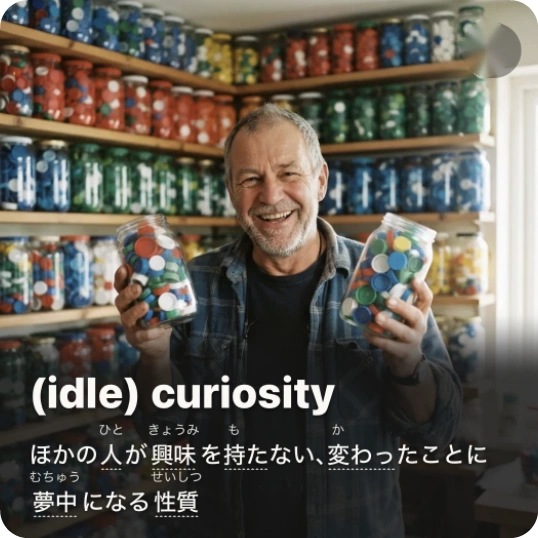 (idle) curiosity
ひと きょうみ も か
ほかの人が興味を持たない、変わったことに
むちゅう せいしつ
夢中になる性質